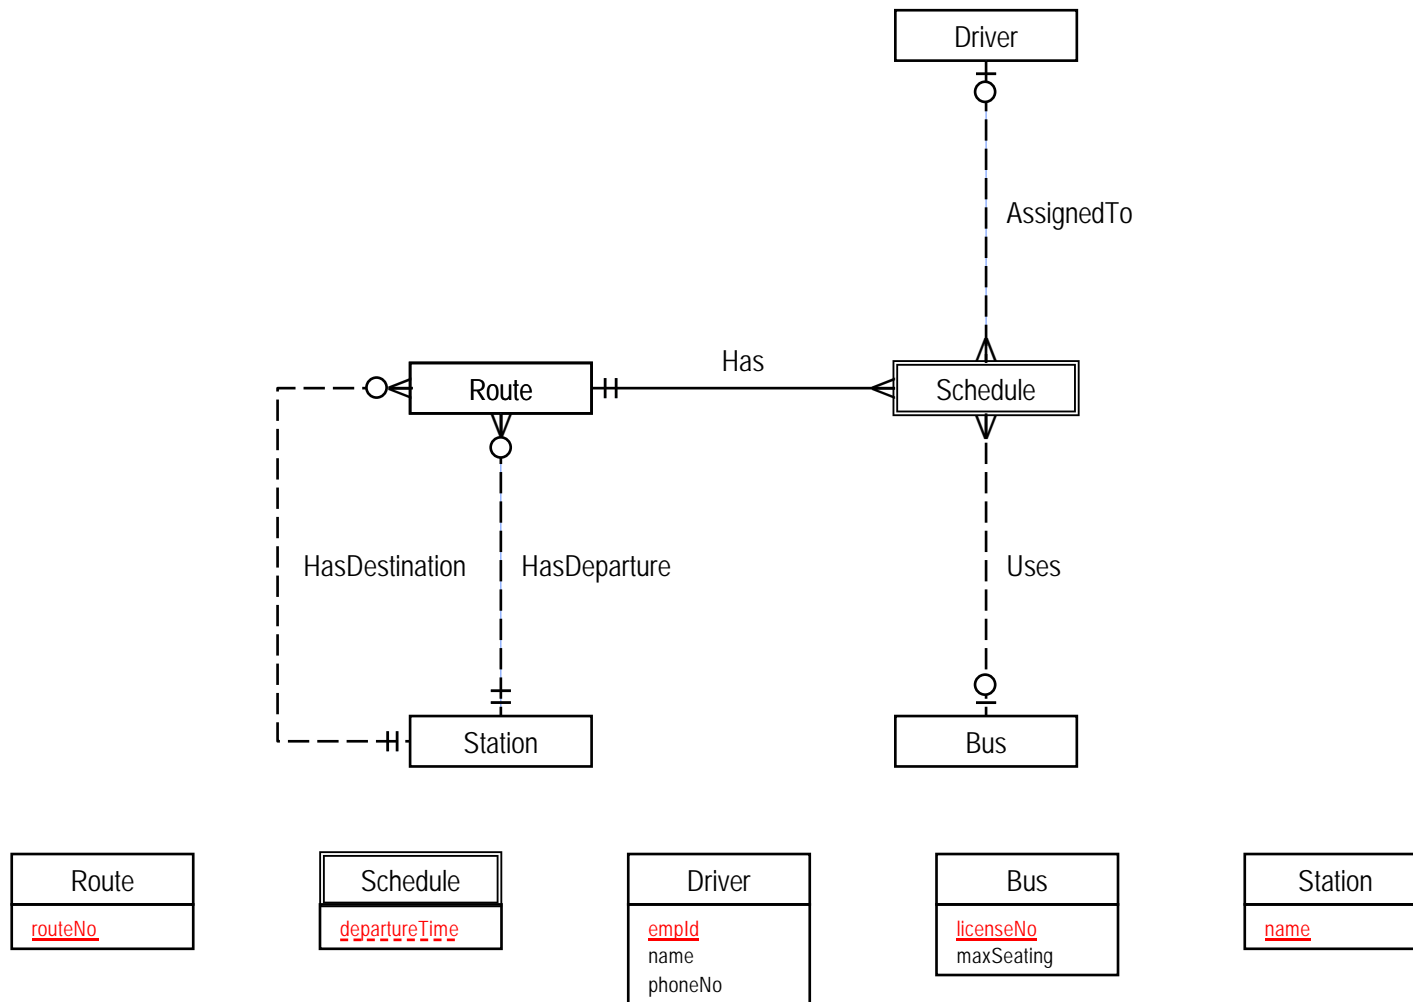 Driver
AssignedTo
Has
Route
Schedule
HasDestination
HasDeparture
Uses
Station
Bus
Route
routeNo
Schedule
departureTime
Driver
empId
name
phoneNo
Bus
licenseNo
maxSeating
Station
name